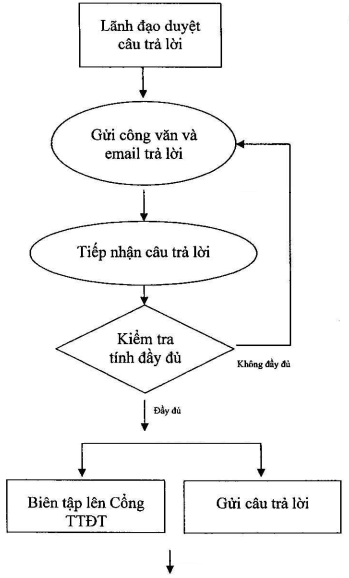 Lãnh đạo duyệt
câu trả lời
Gửi công văn và
email trả lời
Tiếp nhận câu trả lời
Kiểm tra
tính đầy đủ
Không đầy đủ
Đầy đủ
Biên tập lên Cổng
TTĐT
Gửi câu trả lời